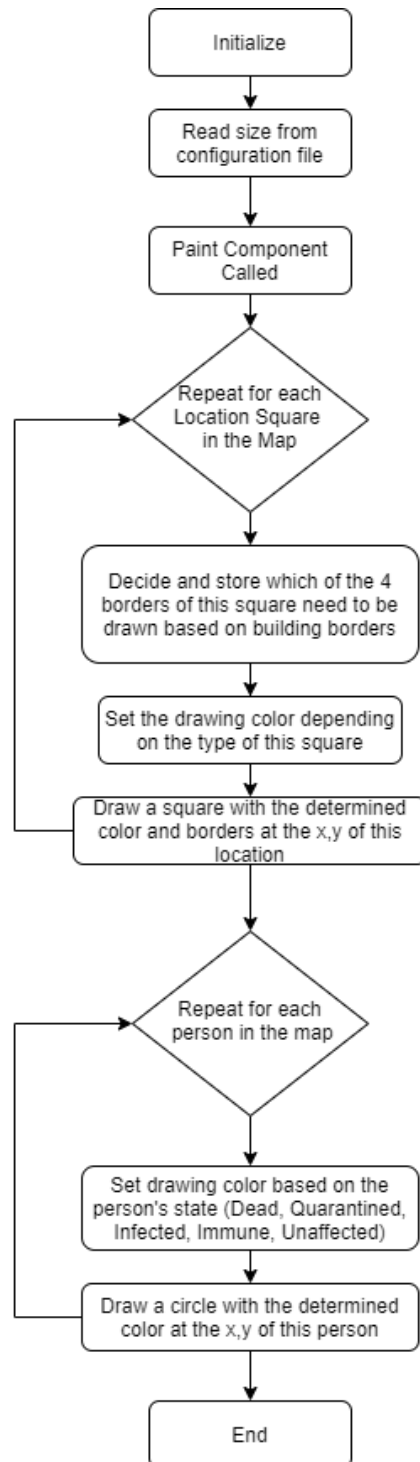 Initialize
Read size from
configuration file
Paint Component
Called
Repeat for each
Location Square
in the Map
Decide and store which of the 4
borders of this square need to be
drawn based on building borders
Set the drawing color depending
on the type of this square
Draw a square with the determined
color and borders at the x,y of this
location
Repeat for each
person in the map
Set drawing color based on the
person's state (Dead, Quarantined,
Infected, Immune, Unaffected)
Draw a circle with the determined
color at the x,y of this person
End